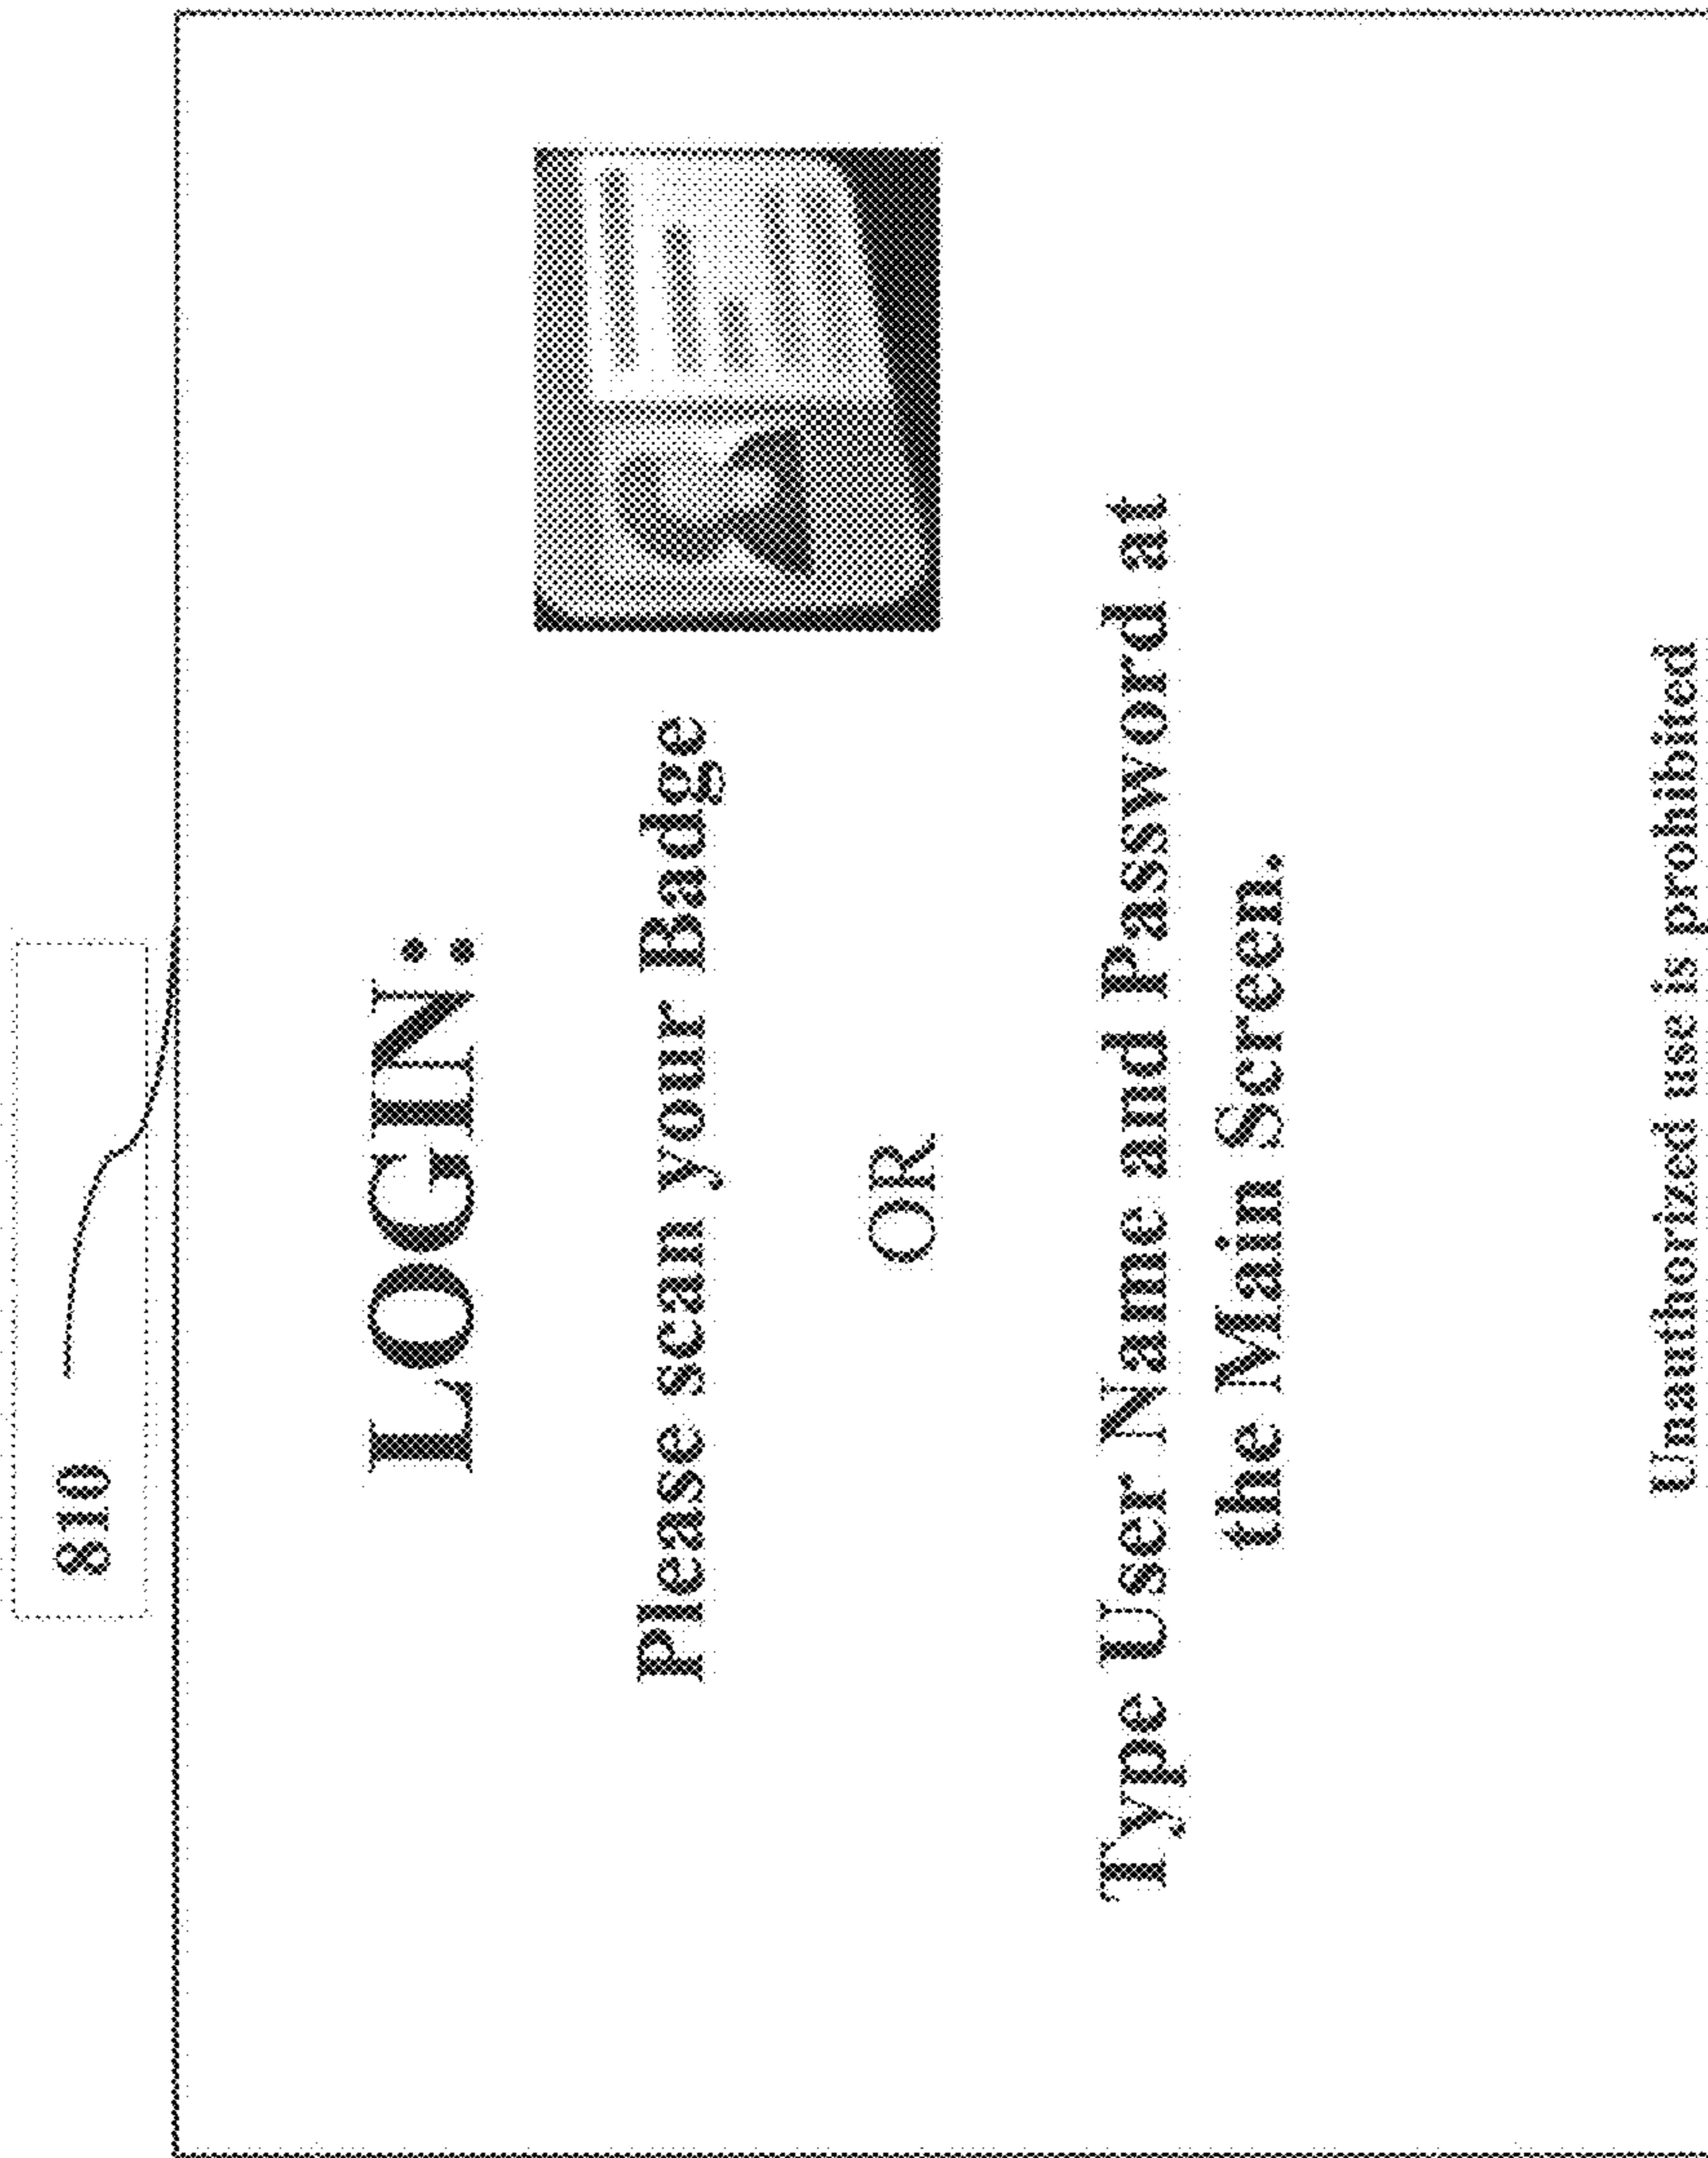 810
LOGIN:
Please scan your Badge
OR
Type User Name and Password at
the Main Screen.
Unauthorized use is prohibited